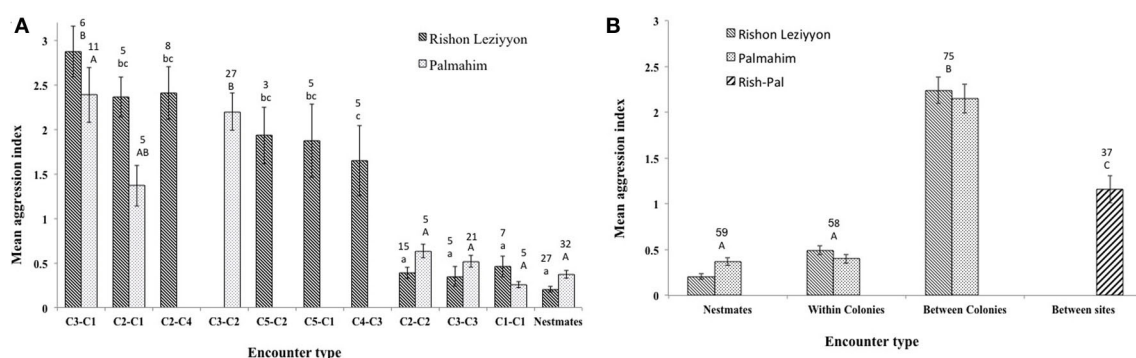 A
Mean aggression index
3
2.5
2
1.5
1
0.5
0
6
B
11
A
5
bc
5
AB
8
bc
27
B
3
bc
5
bc
5
c
15
a
5
A
5
a
21
A
7
a
5
A
27
a
32
A
Rishon Leziyyon
Palmahim
C3-C1 C2-C1 C2-C4 C3-C2 C5-C2 C5-C1 C4-C3 C2-C2 C3-C3 C1-C1 Nestmates
Encounter type
B
Mean aggression index
3
2.5
2
1.5
1
0.5
0
Rishon Leziyyon
Palmahim
Rish-Pal
59
A
58
A
75
B
37
C
Nestmates Within Colonies Between Colonies Between sites
Encounter type